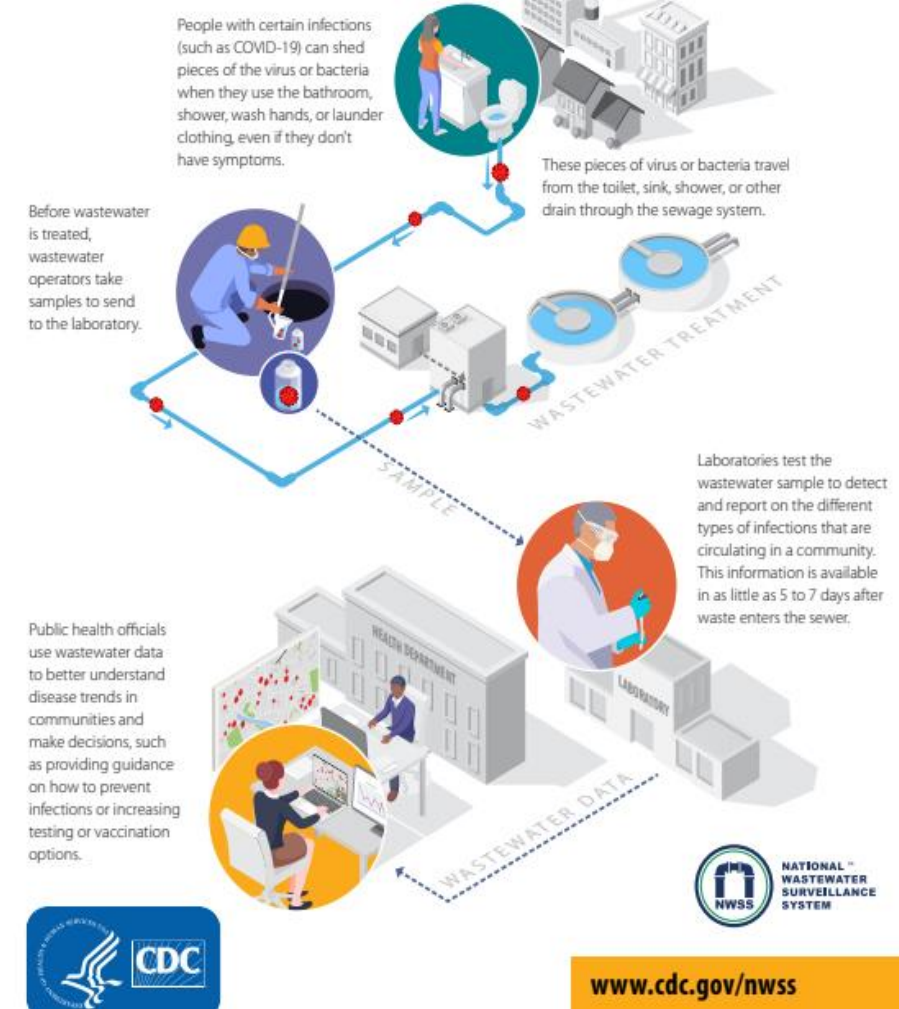 People with certain infections
(such as COVID-19) can shed
pieces of the virus or bacteria
when they use the bathroom,
shower, wash hands, or launder
clothing, even if they don't
have symptoms.
These pieces of virus or bacteria travel
from the toilet, sink, shower, or other
drain through the sewage system.
Before wastewater
is treated,
wastewater
operators take
samples to send
to the laboratory.
WASTEWATER TREATMENT
SAMPLE
Laboratories test the
wastewater sample to detect
and report on the different
types of infections that are
circulating in a community.
This information is available
in as little as 5 to 7 days after
waste enters the sewer.
HEALTH DEPARTMENT
LABORATORY
Public health officials
use wastewater data
to better understand
disease trends in
communities and
make decisions, such
as providing guidance
on how to prevent
infections or increasing
testing or vaccination
options.
WASTEWATER DATA
NWSS
NATIONAL™
WASTEWATER
SURVEILLANCE
SYSTEM
CDC
www.cdc.gov/nwss